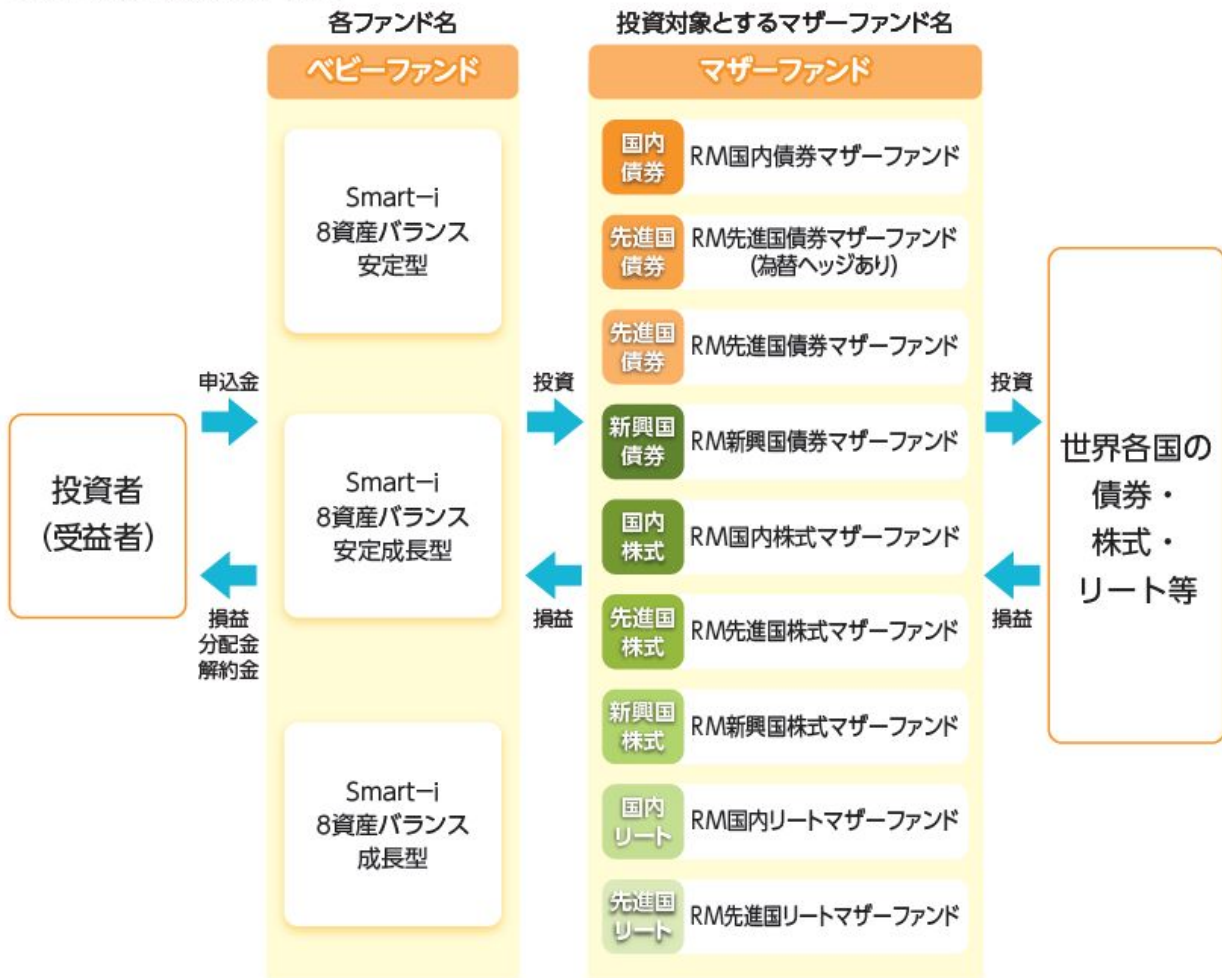 各ファンド名
投資対象とするマザーファンド名
ベビーファンド
マザーファンド
Smart-i
8資産バランス
安定型
Smart-i
8資産バランス
安定成長型
Smart-i
8資産バランス
成長型
国内
債券
RM国内債券マザーファンド
先進国
債券
RM先進国債券マザーファンド
(為替ヘッジあり)
先進国
債券
RM先進国債券マザーファンド
新興国
債券
RM新興国債券マザーファンド
国内
株式
RM国内株式マザーファンド
先進国
株式
RM先進国株式マザーファンド
新興国
株式
RM新興国株式マザーファンド
国内
リート
RM国内リートマザーファンド
先進国
リート
RM先進国リートマザーファンド
投資者
(受益者)
申込金
損益
分配金
解約金
投資
損益
投資
損益
世界各国の
債券・
株式・
リート等